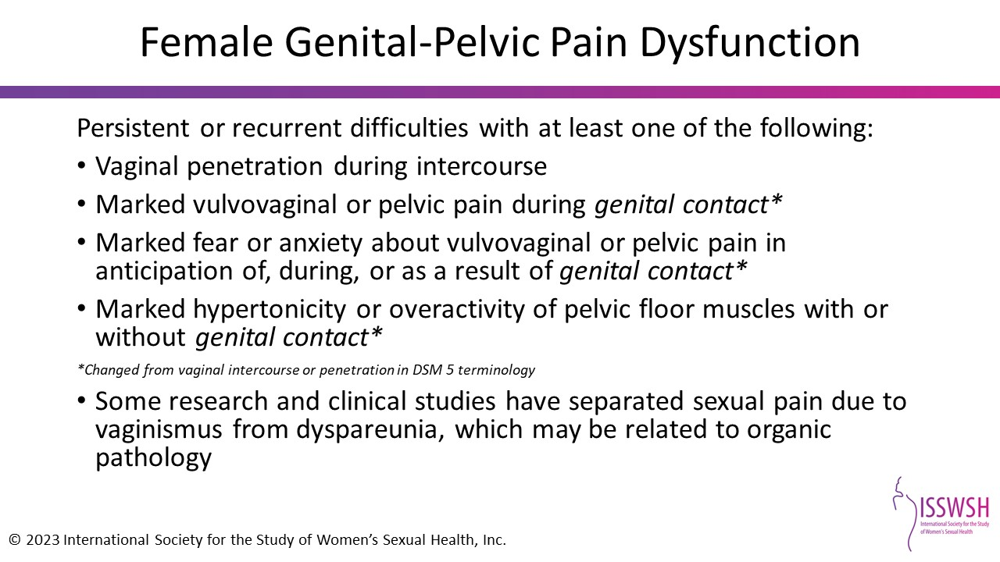 Female Genital-Pelvic Pain Dysfunction
Persistent or recurrent difficulties with at least one of the following:
• Vaginal penetration during intercourse
• Marked vulvovaginal or pelvic pain during genital contact*
• Marked fear or anxiety about vulvovaginal or pelvic pain in
anticipation of, during, or as a result of genital contact*
• Marked hypertonicity or overactivity of pelvic floor muscles with or
without genital contact*
*Changed from vaginal intercourse or penetration in DSM 5 terminology
• Some research and clinical studies have separated sexual pain due to
vaginismus from dyspareunia, which may be related to organic
pathology
ISSWSH
International Society for the Study
of Women's Sexual Health
© 2023 International Society for the Study of Women’s Sexual Health, Inc.